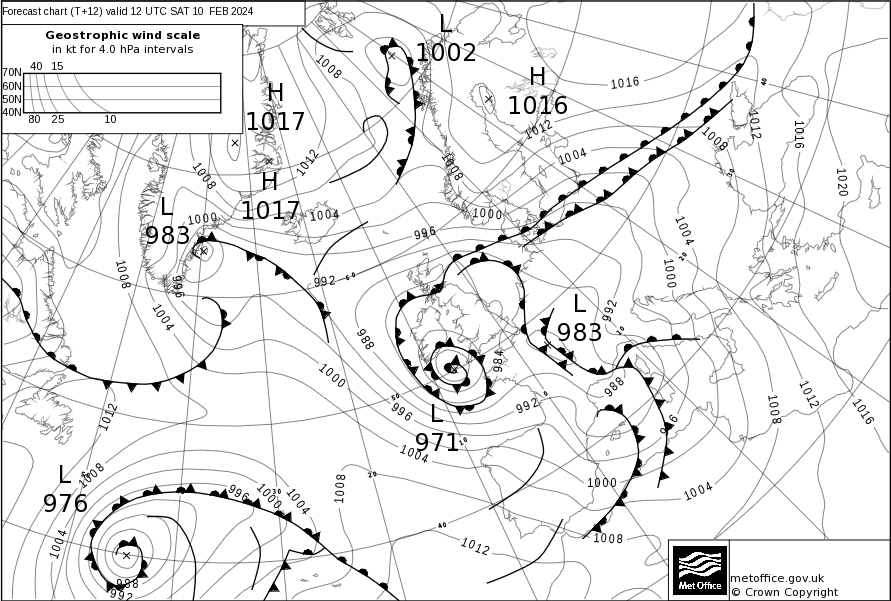 Forecast chart (T+12) valid 12 UTC SAT 10 FEB 2024
Geostrophic wind scale
in kt for 4.0 hPa intervals
40 15
70N
60N
50N
40N
80 25 10
L
1002
H
1017
H
1016
H
1017
L
983
L
983
L
971
L
976
1008
1016
1012
1012
1016
1008
1004
1012
1008
1008
1020
1000
1004
1000
996
1004
1008
996
992
1000
1004
992
988
984
1000
988
992
996
996
1012
1004
1008
1008
1012
1016
996
1000
1004
1008
1000
1004
1004
1012
1008
988
992
metoffice.gov.uk
© Crown Copyright
Met Office